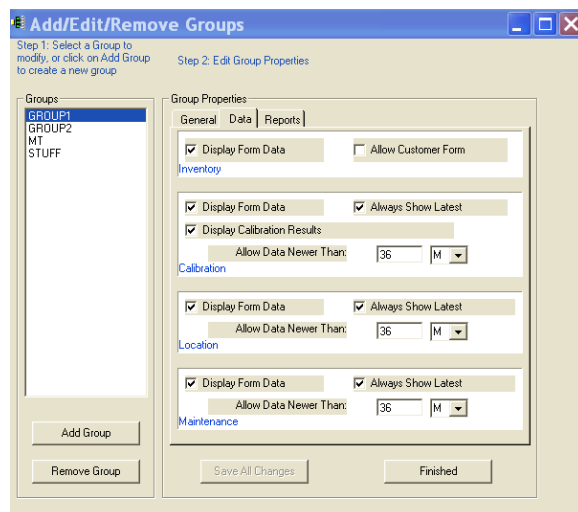 Add/Edit/Remove Groups
Step 1: Select a Group to
modify, or click on Add Group
to create a new group
Step 2: Edit Group Properties
Groups
GROUP1
GROUP2
MT
STUFF
Add Group
Remove Group
Group Properties
General Data Reports
Display Form Data Allow Customer Form
Inventory
Display Form Data Always Show Latest
Display Calibration Results
Allow Data Newer Than: 36 M
Calibration
Display Form Data Always Show Latest
Allow Data Newer Than: 36 M
Location
Display Form Data Always Show Latest
Allow Data Newer Than: 36 M
Maintenance
Save All Changes Finished